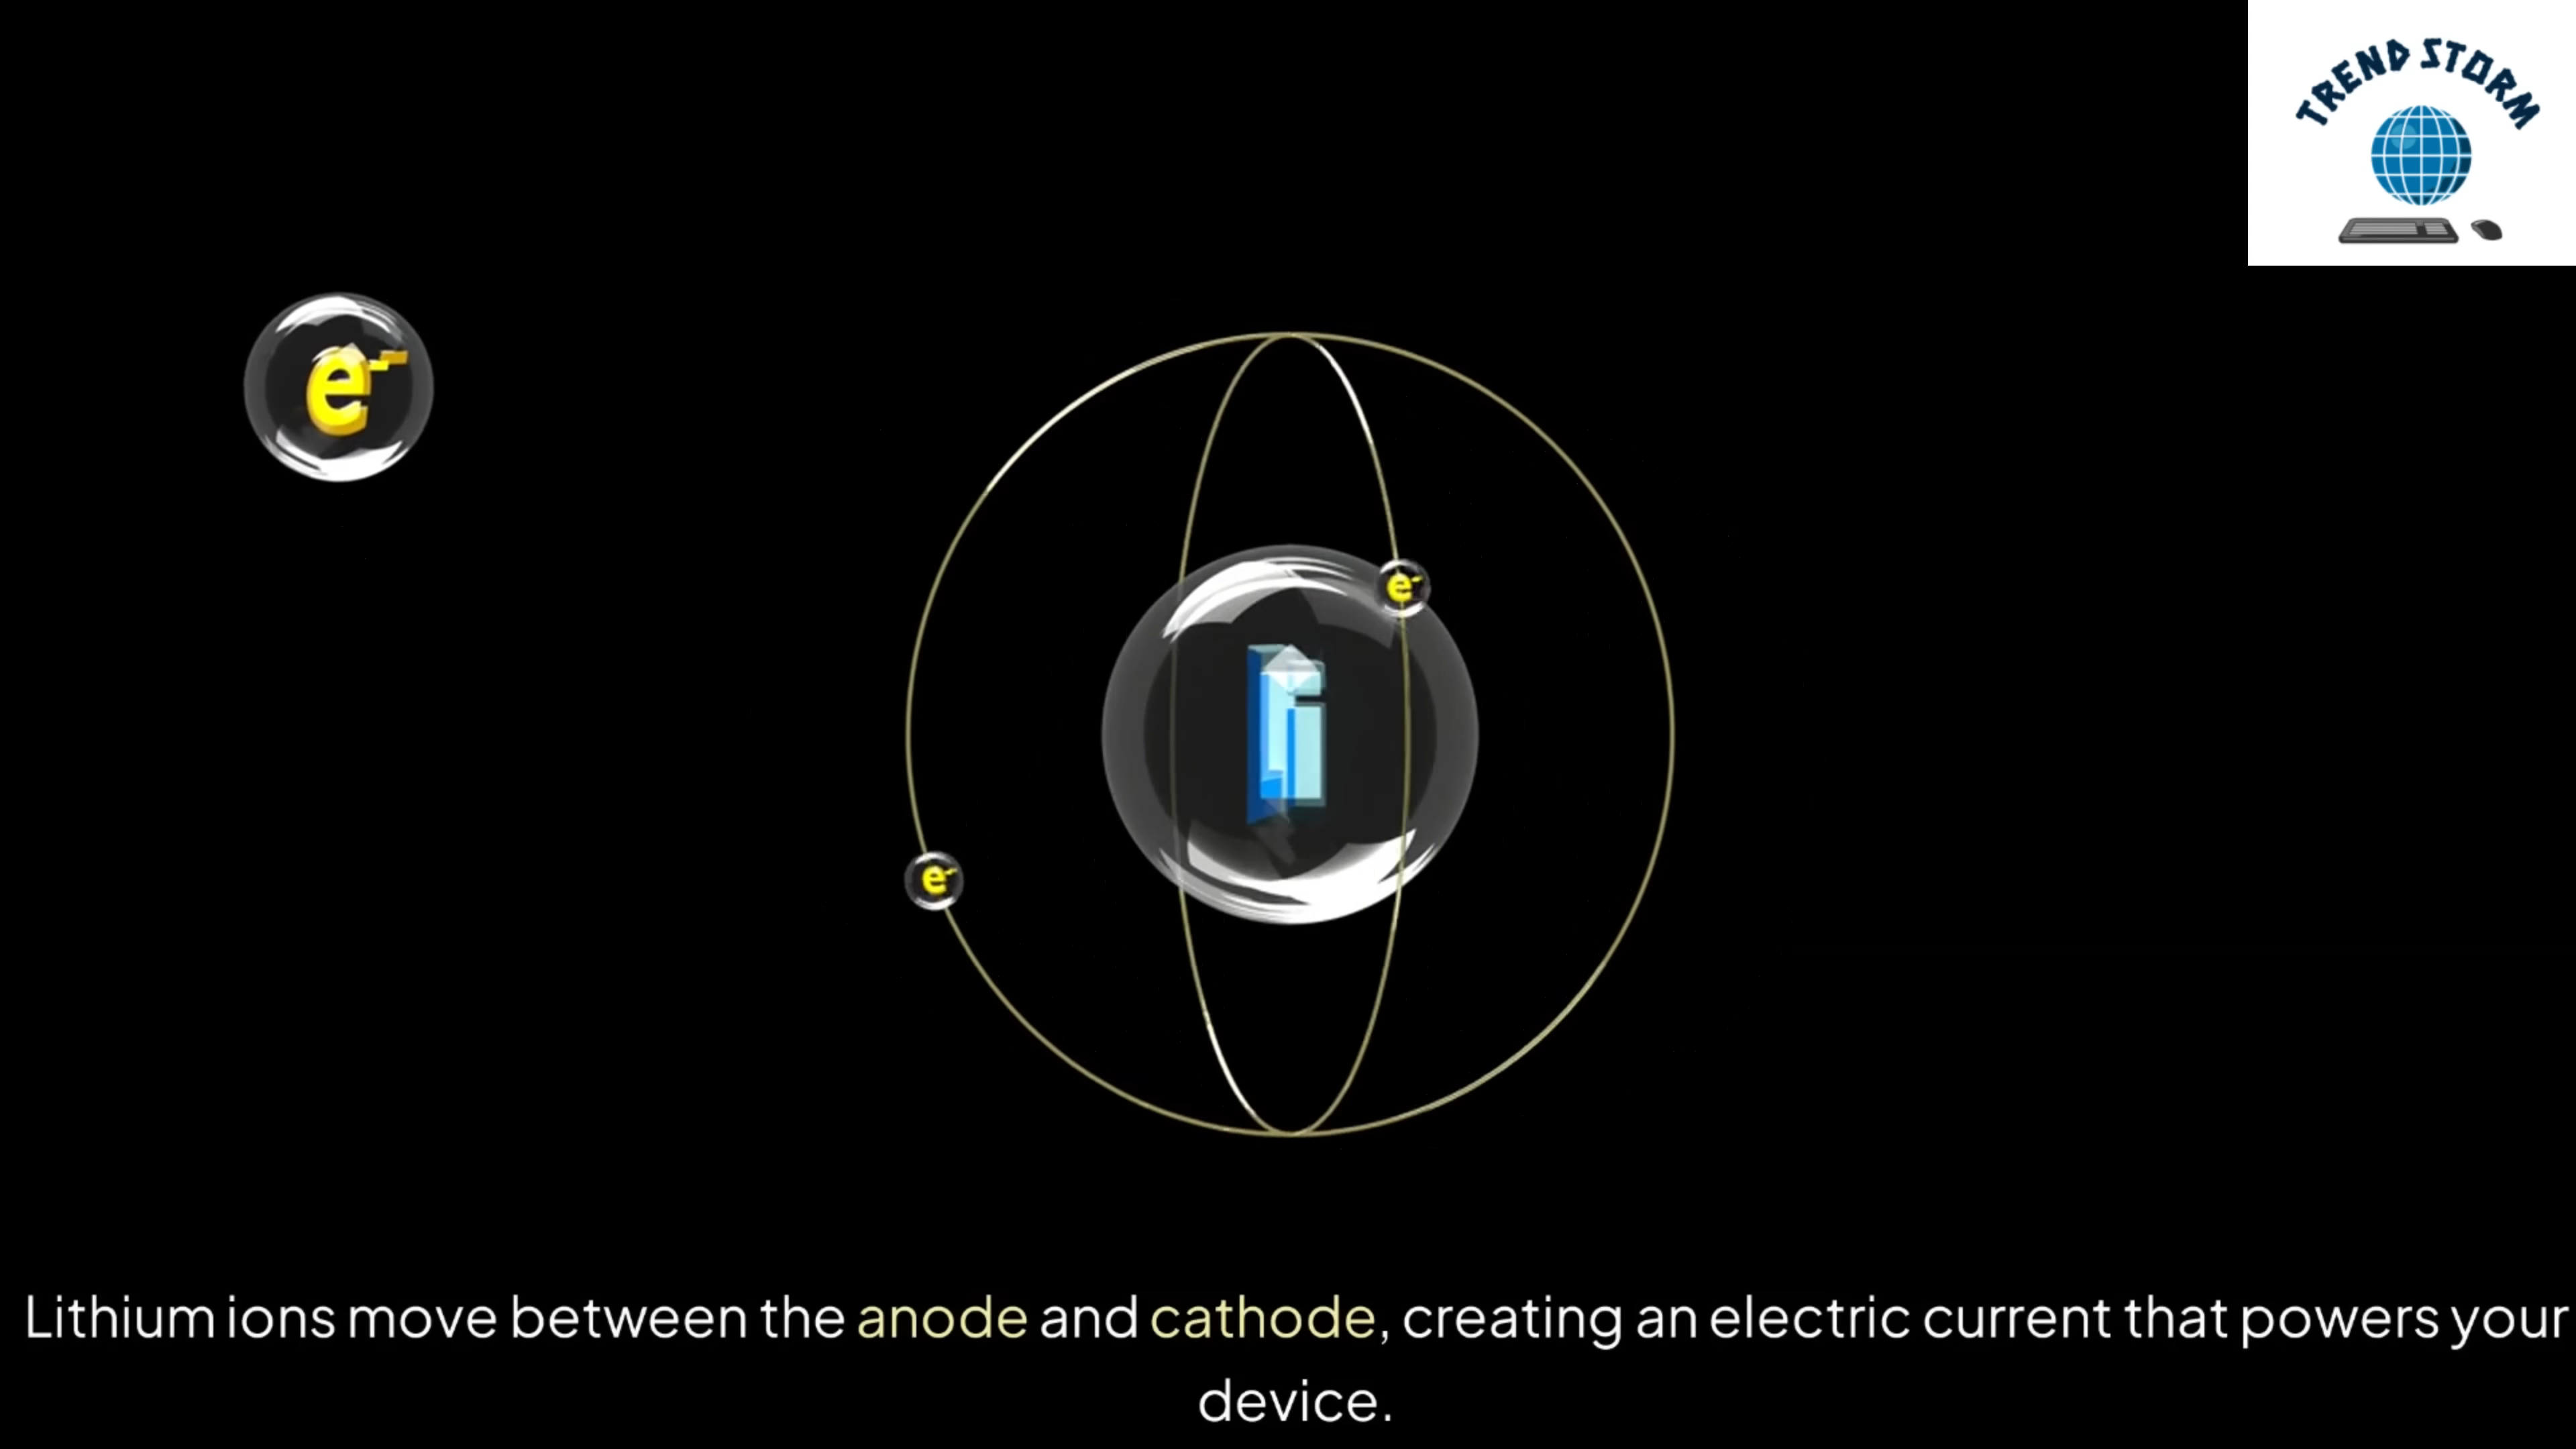 TREND STORM
e-
e-
Li
e-
Lithium ions move between the anode and cathode, creating an electric current that powers your
device.